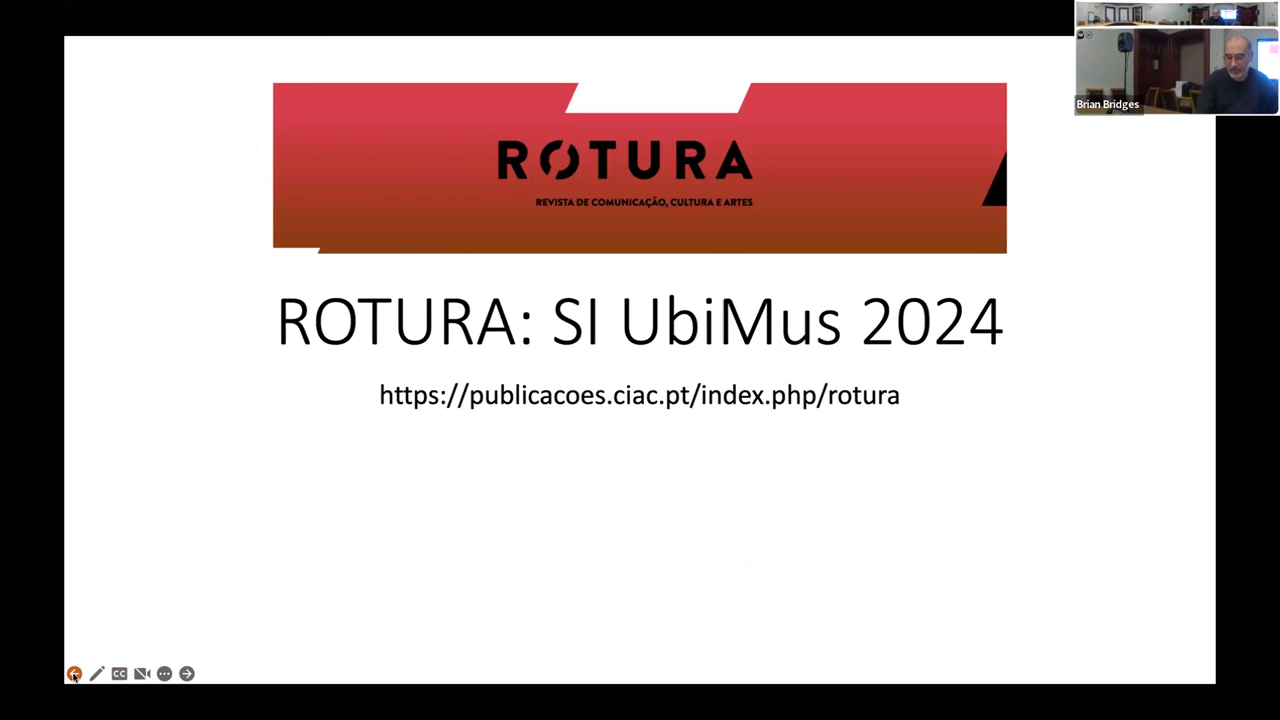 ROTURA
REVISTA DE COMUNICAÇÃO, CULTURA E ARTES
ROTURA: SI UbiMus 2024
https://publicacoes.ciac.pt/index.php/rotura
Brian Bridges
CC